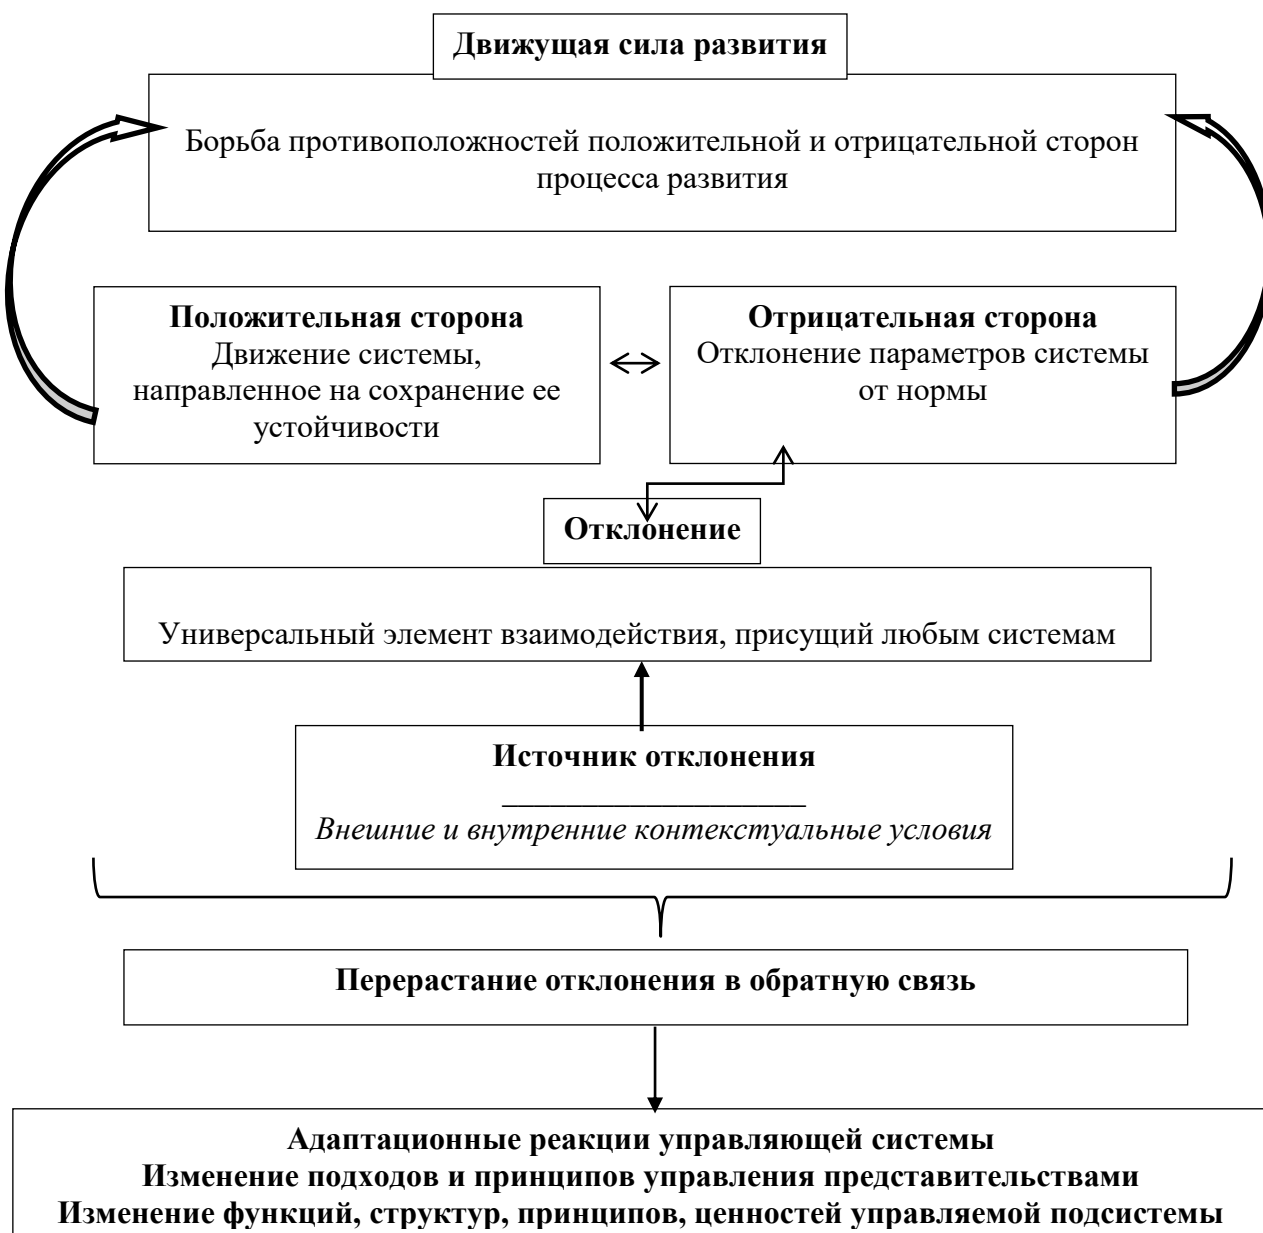 Движущая сила развития
Борьба противоположностей положительной и отрицательной сторон
процесса развития
Положительная сторона
Движение системы,
направленное на сохранение ее
устойчивости
Отрицательная сторона
Отклонение параметров системы
от нормы
Отклонение
Универсальный элемент взаимодействия, присущий любым системам
Источник отклонения
___________________
Внешние и внутренние контекстуальные условия
Перерастание отклонения в обратную связь
Адаптационные реакции управляющей системы
Изменение подходов и принципов управления представительствами
Изменение функций, структур, принципов, ценностей управляемой подсистемы